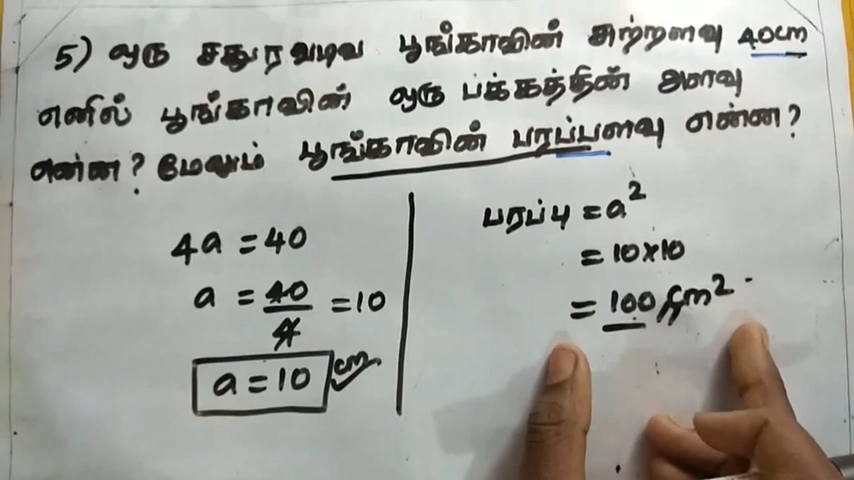 5) ஒரு சதுர வடிவ பூங்காவின் சுற்றளவு 40cm
எனில் பூங்காவின் ஒரு பக்கத்தின் அளவு
என்ன? மேலும் பூங்காவின் பரப்பளவு என்ன?
4a = 40
a = 40/4 = 10
a = 10 cm
பரப்பு = a²
= 10×10
= 100 cm²